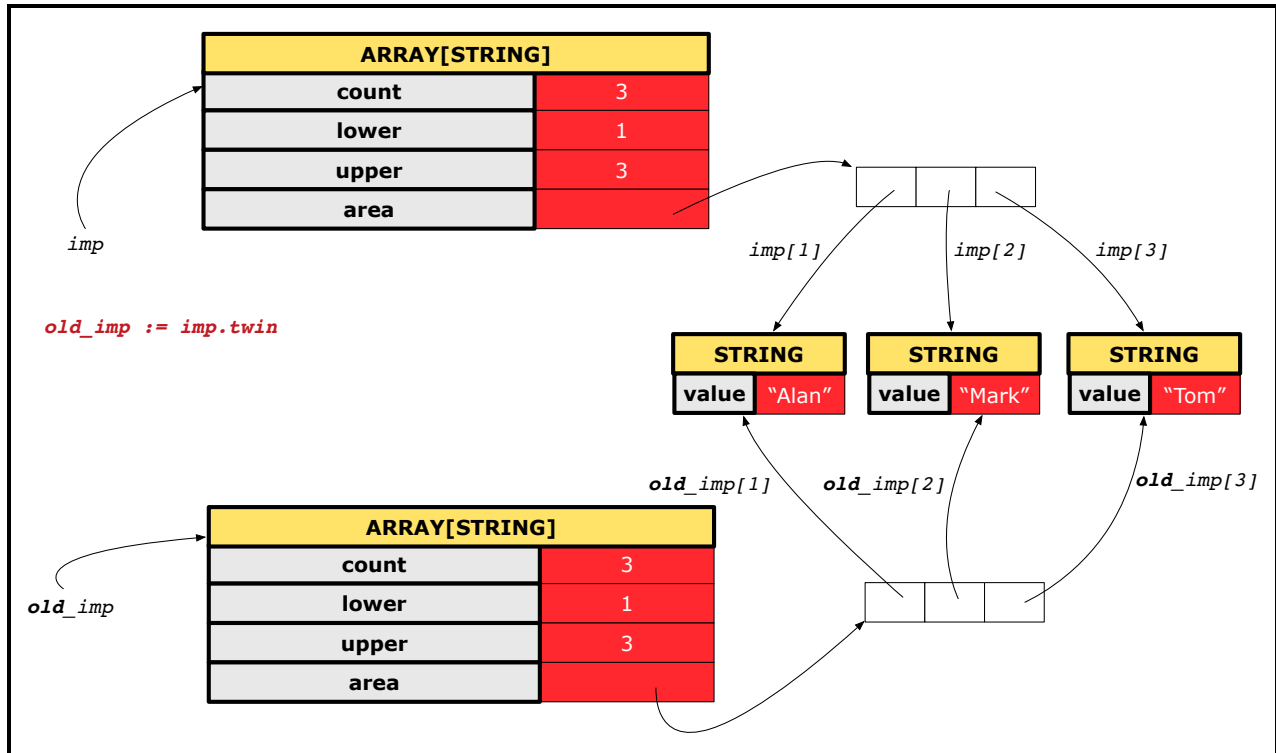 ARRAY[STRING]
count 3
lower 1
upper 3
area
imp
imp[1] imp[2] imp[3]
old_imp := imp.twin
STRING STRING STRING
value “Alan” value “Mark” value “Tom”
old_imp[1] old_imp[2] old_imp[3]
ARRAY[STRING]
count 3
lower 1
upper 3
area
old_imp